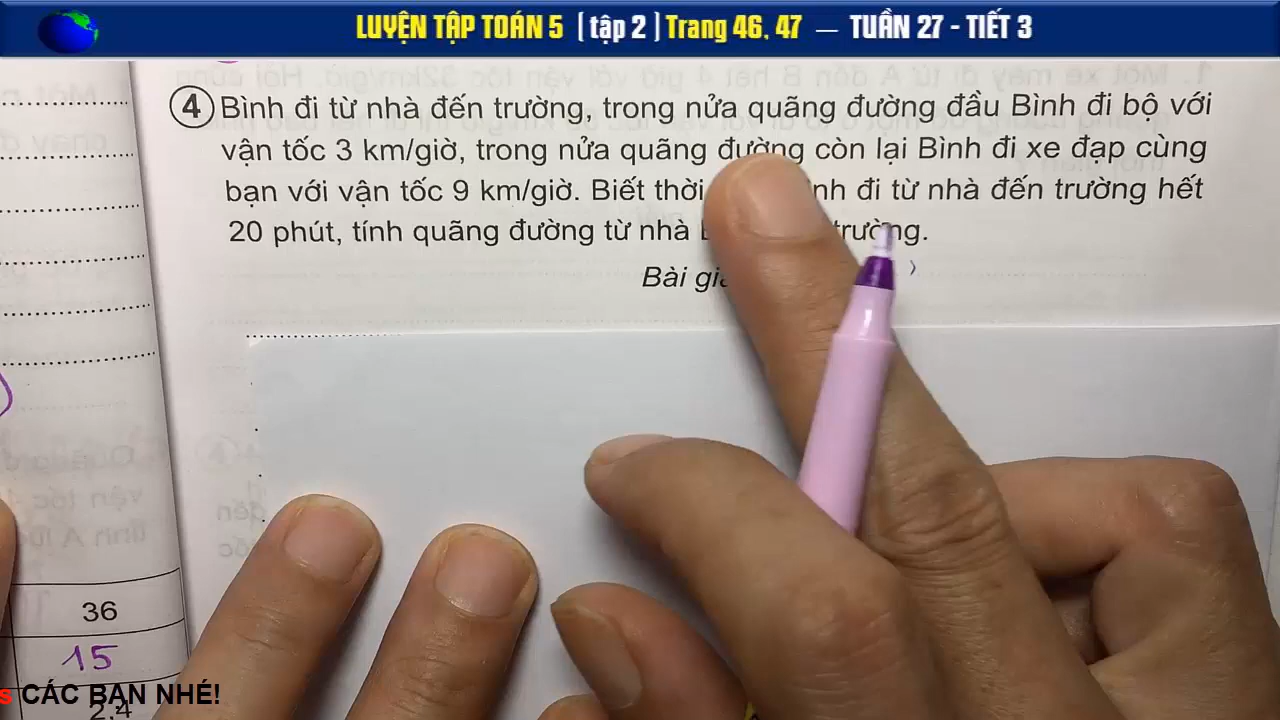 LUYỆN TẬP TOÁN 5 ( tập 2 ) Trang 46, 47 — TUẦN 27 - TIẾT 3
4 Bình đi từ nhà đến trường, trong nửa quãng đường đầu Bình đi bộ với
vận tốc 3 km/giờ, trong nửa quãng đường còn lại Bình đi xe đạp cùng
bạn với vận tốc 9 km/giờ. Biết thời đi từ nhà đến trường hết
20 phút, tính quãng đường từ nhà trường.
Bài
36
15
2,4
CÁC BẠN NHÉ!